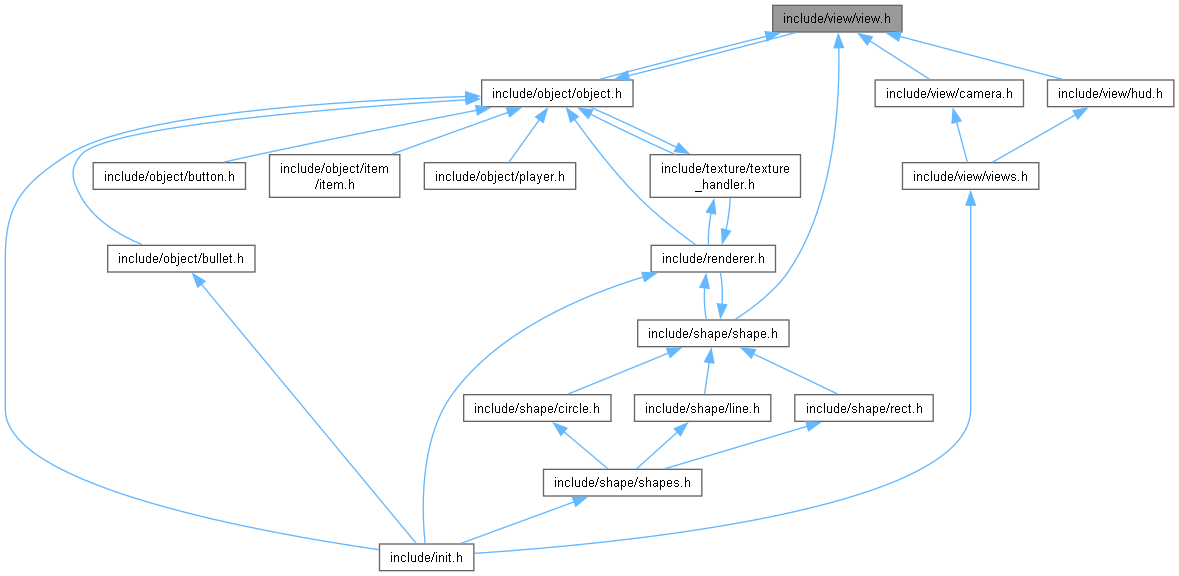 include/view/view.h
include/object/object.h
include/view/camera.h
include/view/hud.h
include/object/button.h
include/object/item
/item.h
include/object/player.h
include/texture/texture
_handler.h
include/view/views.h
include/object/bullet.h
include/renderer.h
include/shape/shape.h
include/shape/circle.h
include/shape/line.h
include/shape/rect.h
include/shape/shapes.h
include/init.h